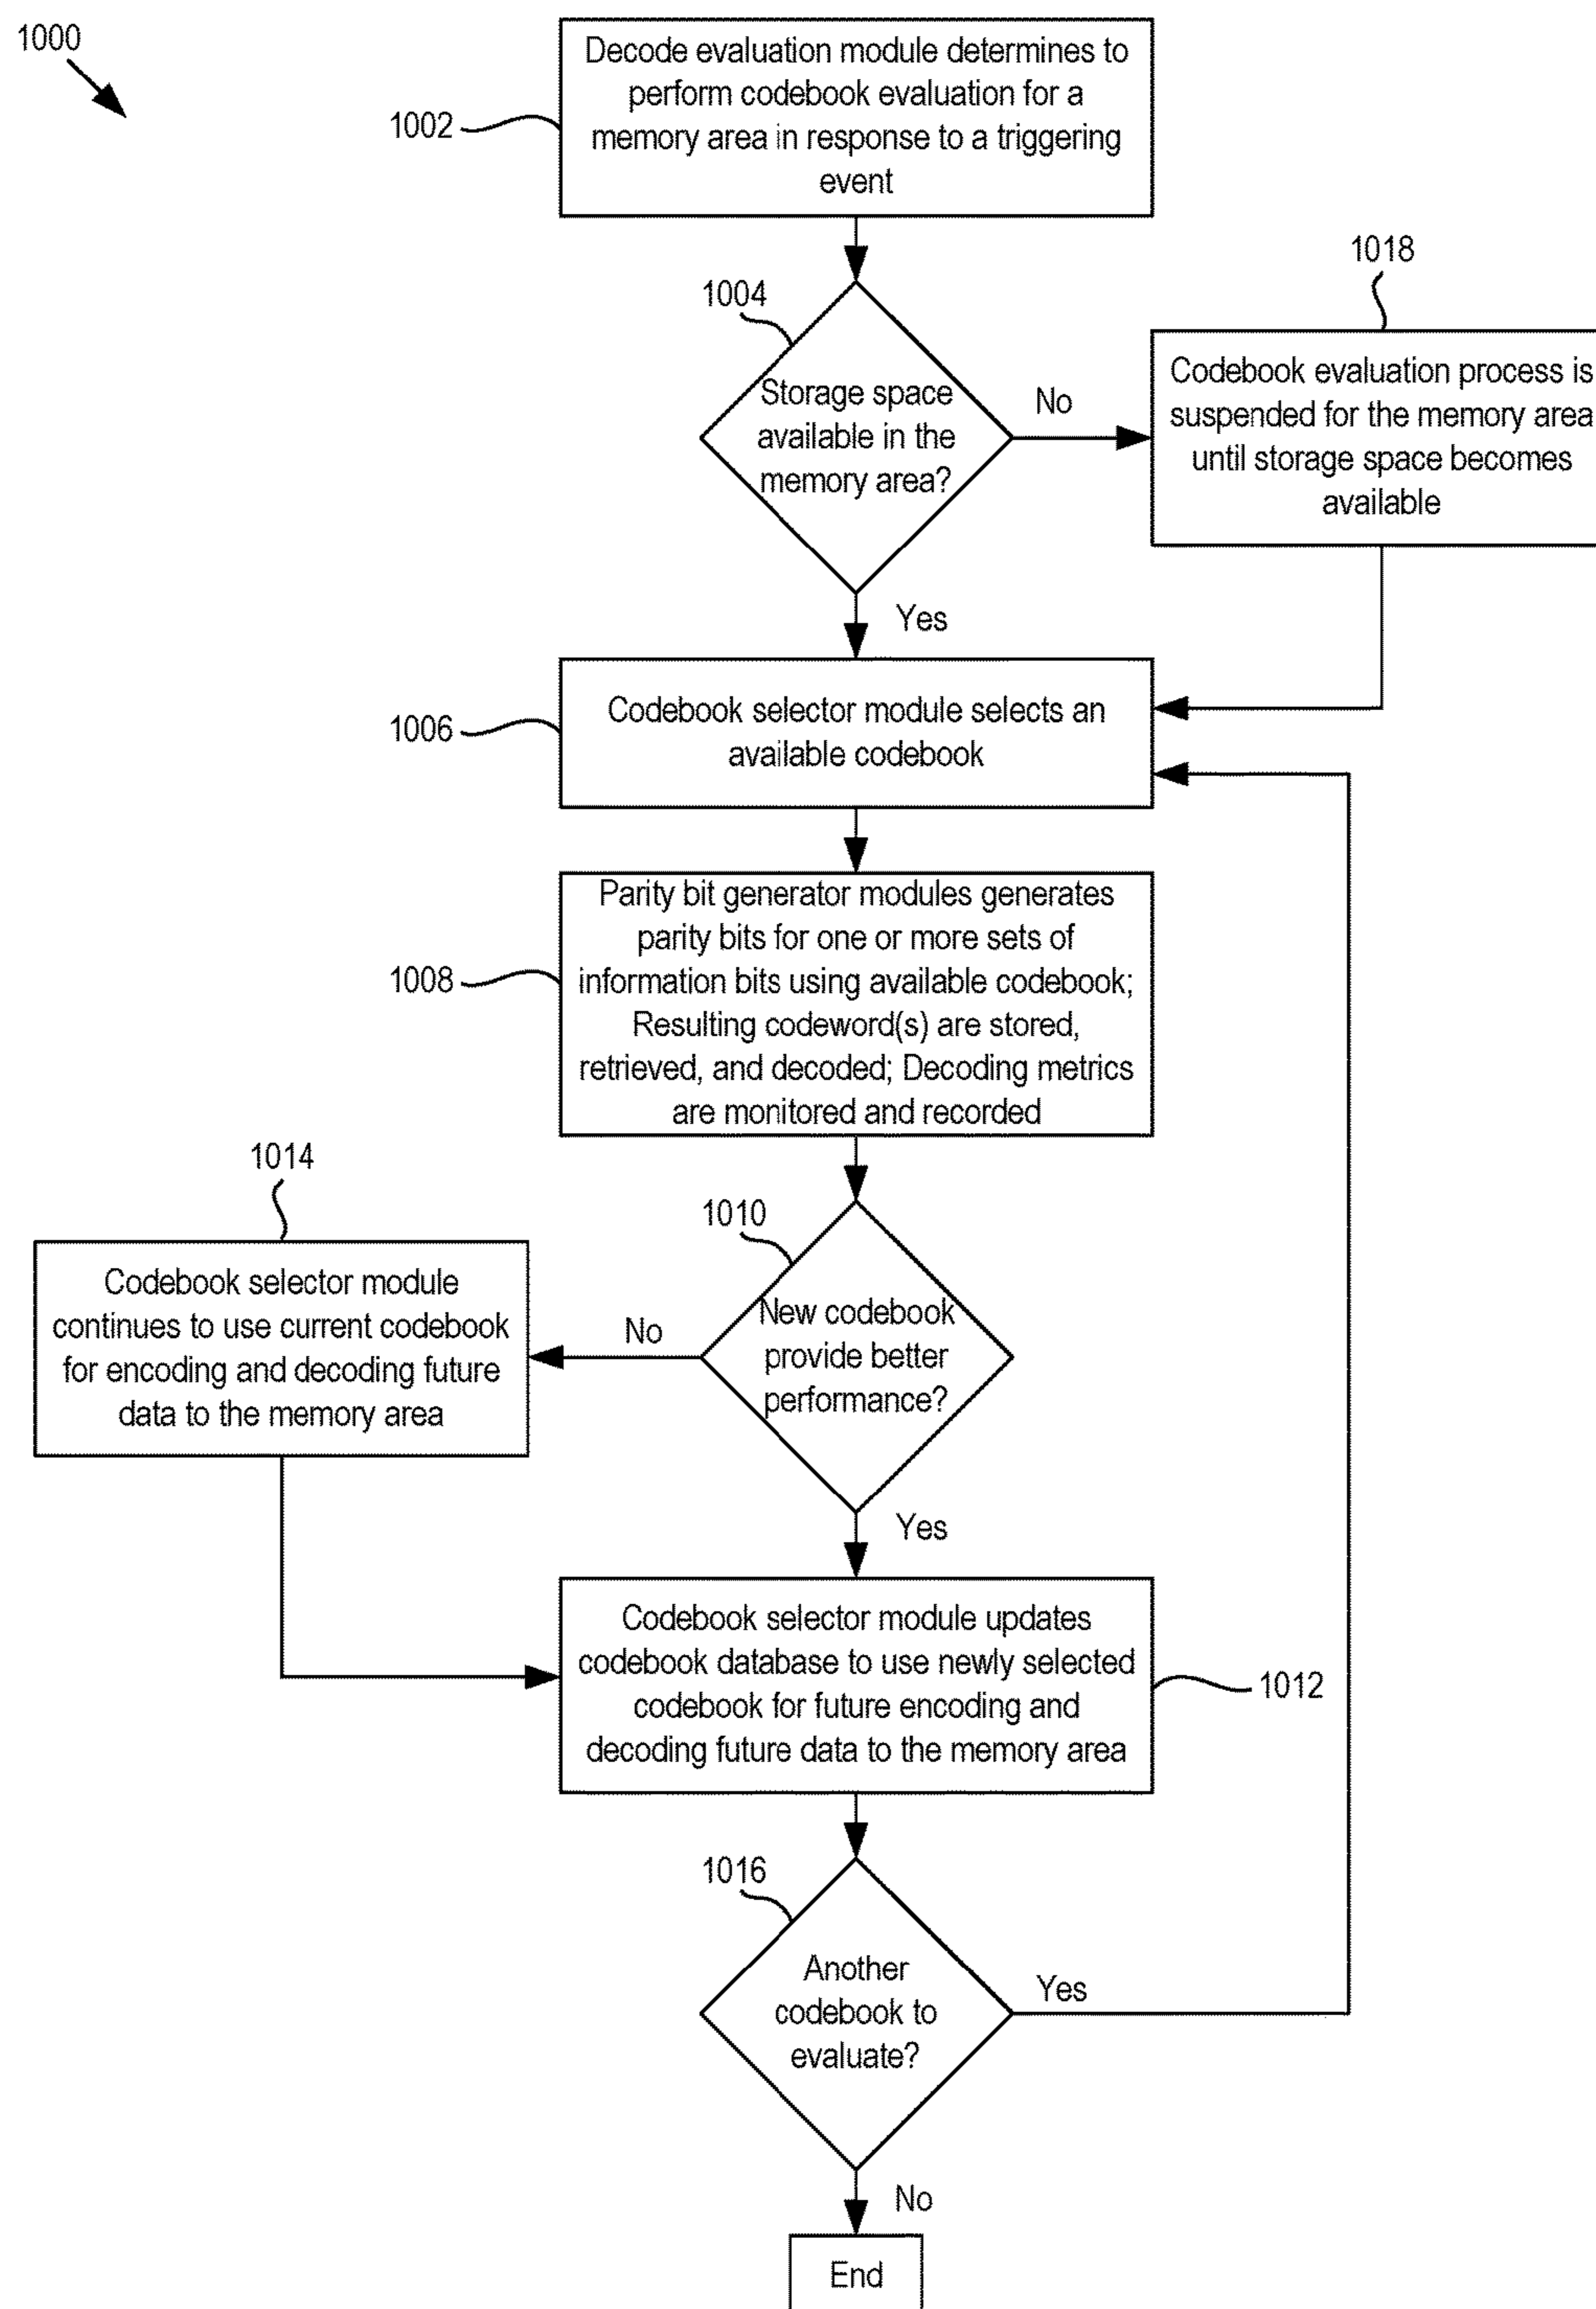 1000
Decode evaluation module determines to
perform codebook evaluation for a
memory area in response to a triggering
event
1002
1004
Storage space
available in the
memory area?
No
1018
Codebook evaluation process is
suspended for the memory area
until storage space becomes
available
Yes
1006
Codebook selector module selects an
available codebook
1008
Parity bit generator modules generates
parity bits for one or more sets of
information bits using available codebook;
Resulting codeword(s) are stored,
retrieved, and decoded; Decoding metrics
are monitored and recorded
1010
New codebook
provide better
performance?
No
1014
Codebook selector module
continues to use current codebook
for encoding and decoding future
data to the memory area
Yes
Codebook selector module updates
codebook database to use newly selected
codebook for future encoding and
decoding future data to the memory area
1012
1016
Another
codebook to
evaluate?
Yes
No
End